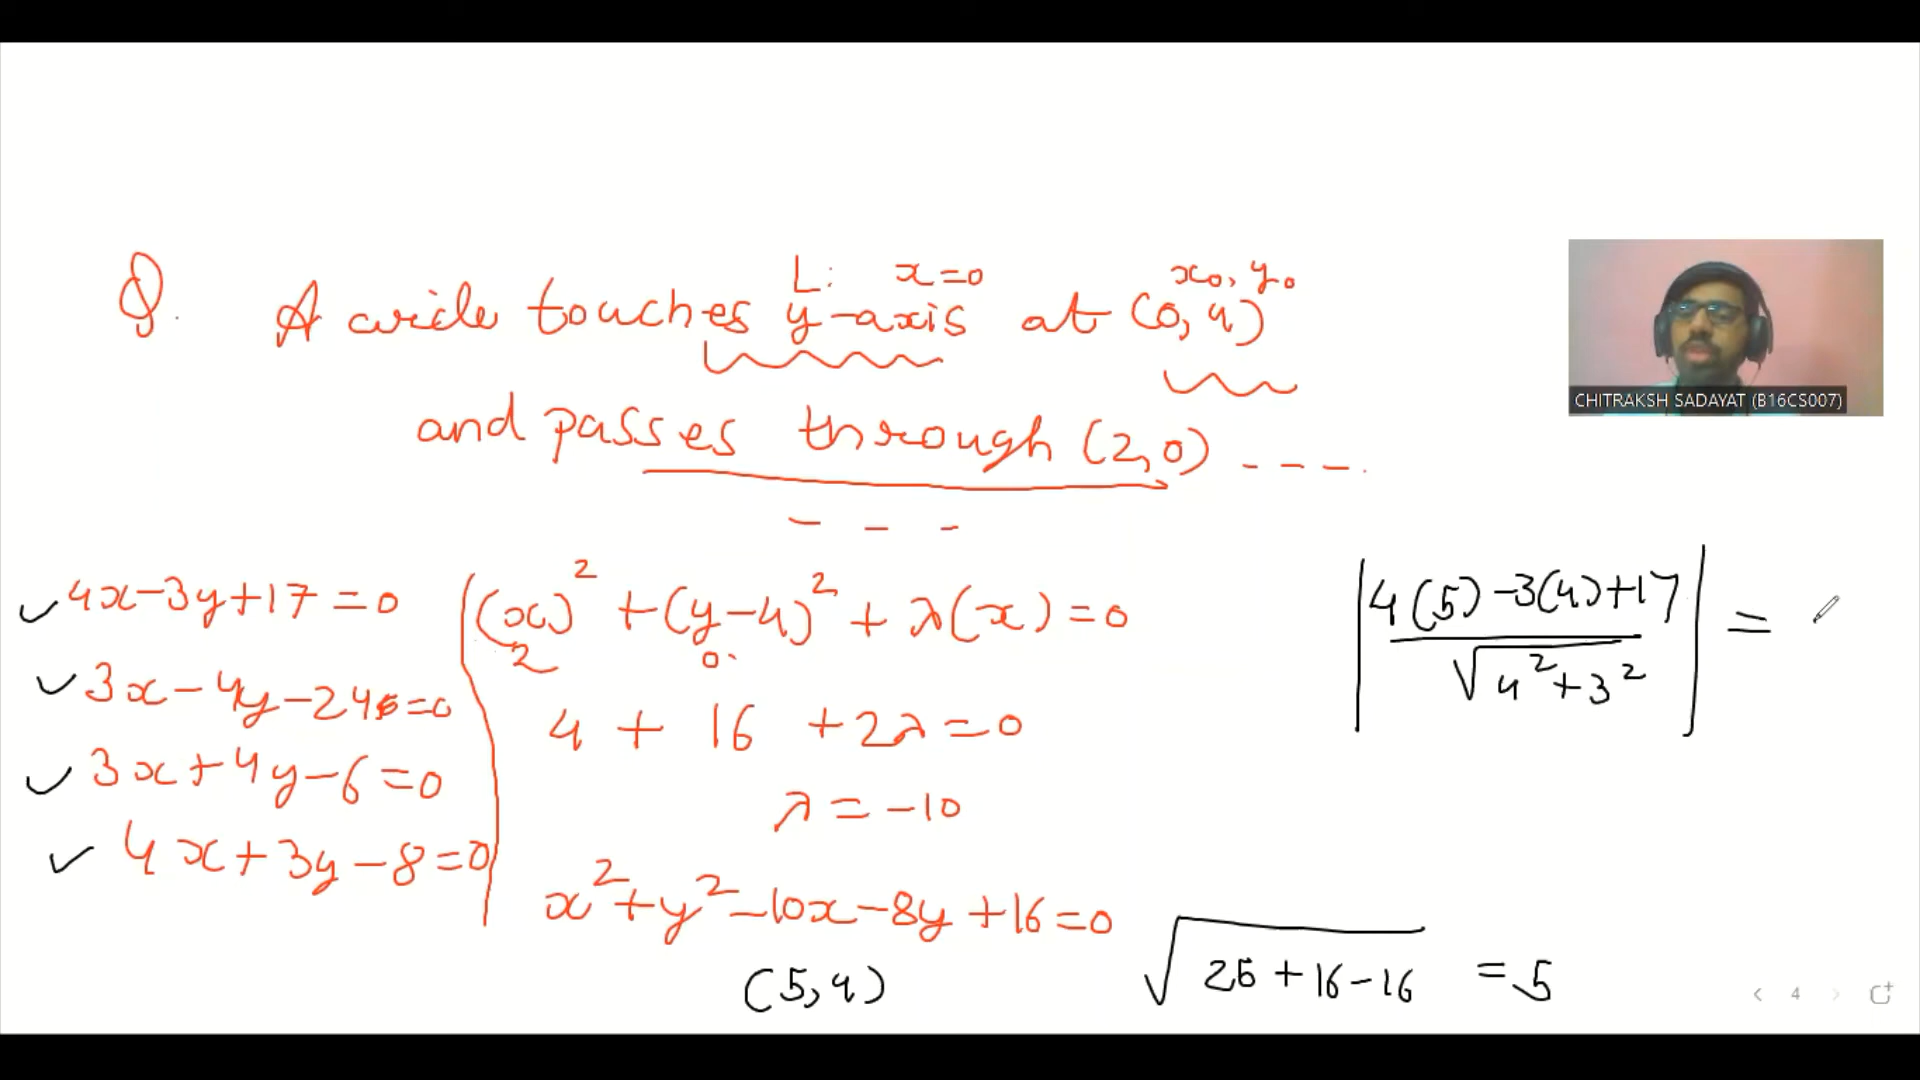 L: x=0 x₀, y₀
Q. A circle touches y-axis at (0,4)
and passes through (2,0) ----.
---
CHITRAKSH SADAYAT (B16CS007)
✓ 4x-3y+17=0
✓ 3x-4y-24=0
✓ 3x+4y-6=0
✓ 4x+3y-8=0
(x)² + (y-4)² + λ(x) = 0
2 0.
4 + 16 + 2λ = 0
λ = -10
x² + y² - 10x - 8y + 16 = 0
(5,4)
√25+16-16 = 5
|4(5)-3(4)+17 / √4²+3²| =
< 4 >